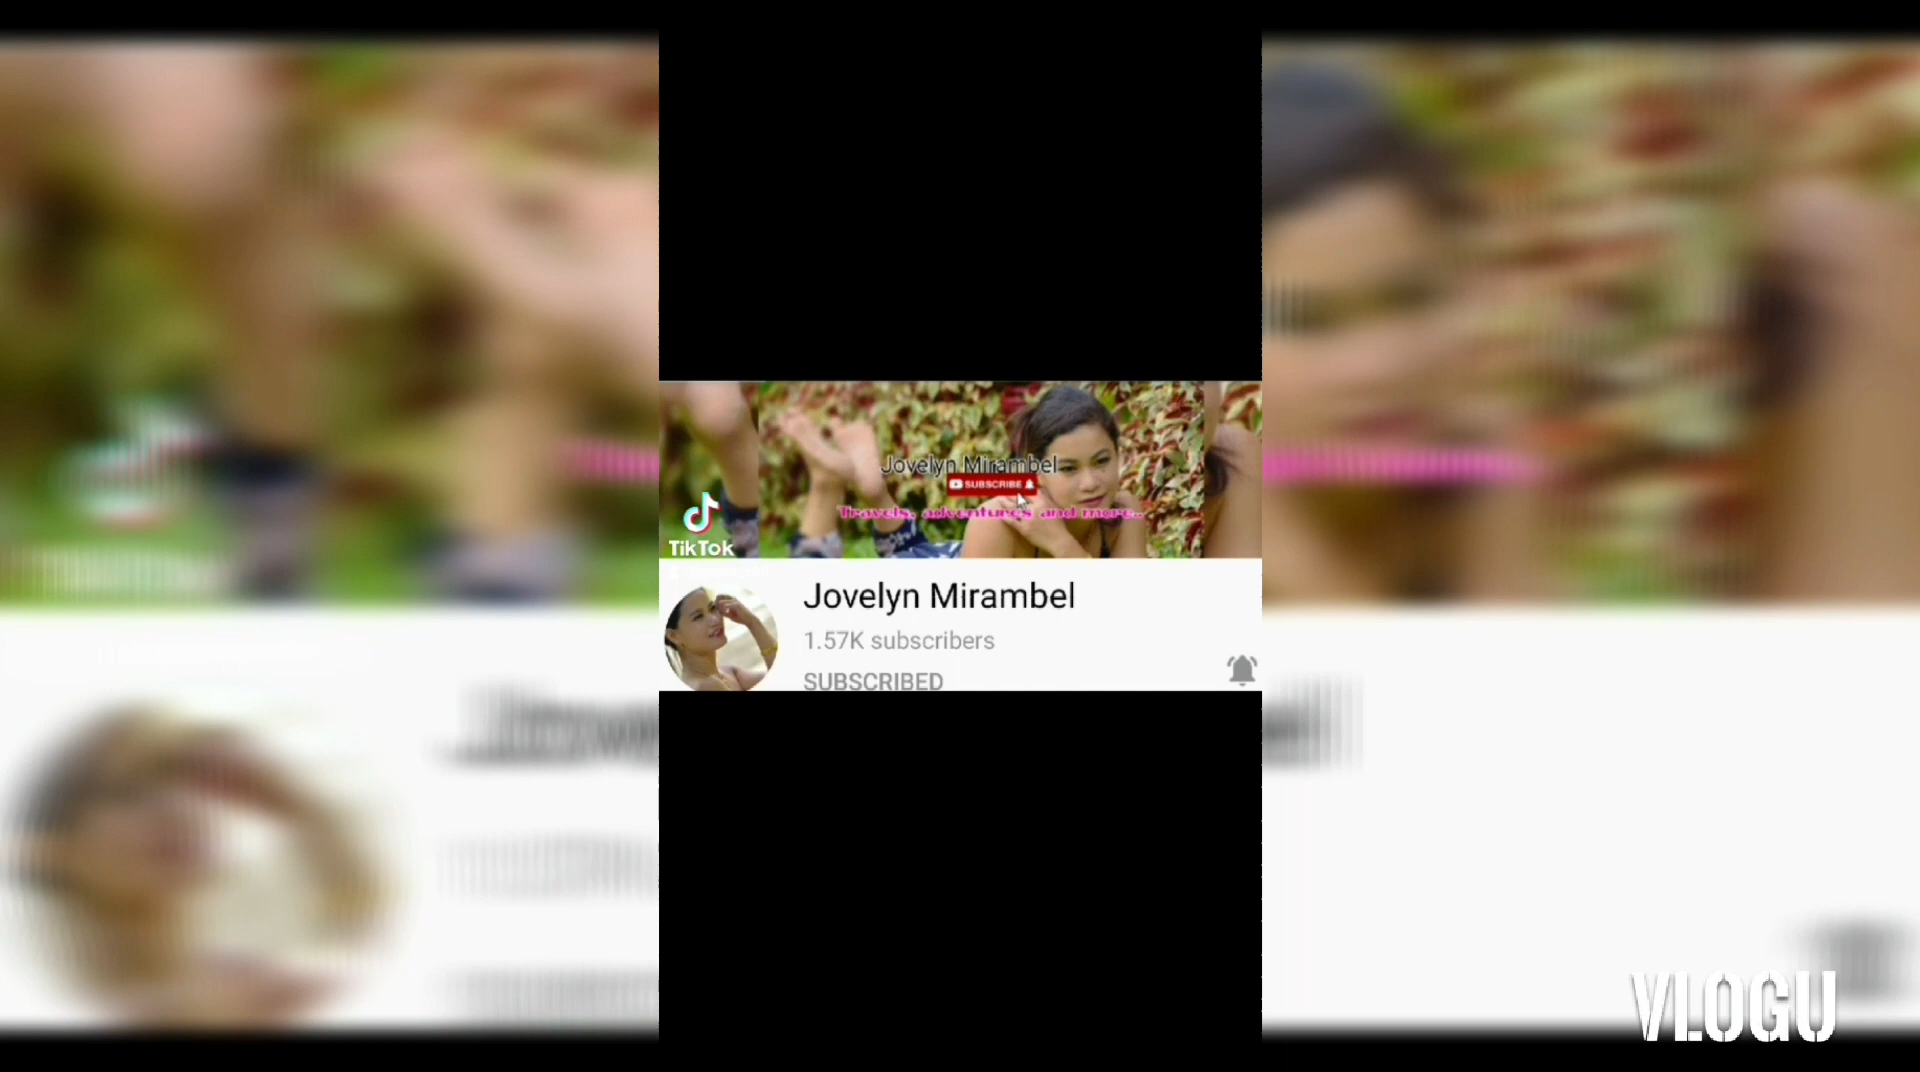 Jovelyn Mirambel
SUBSCRIBE
Travels, adventures and more..
TikTok
Jovelyn Mirambel
1.57K subscribers
SUBSCRIBED
VLOGU